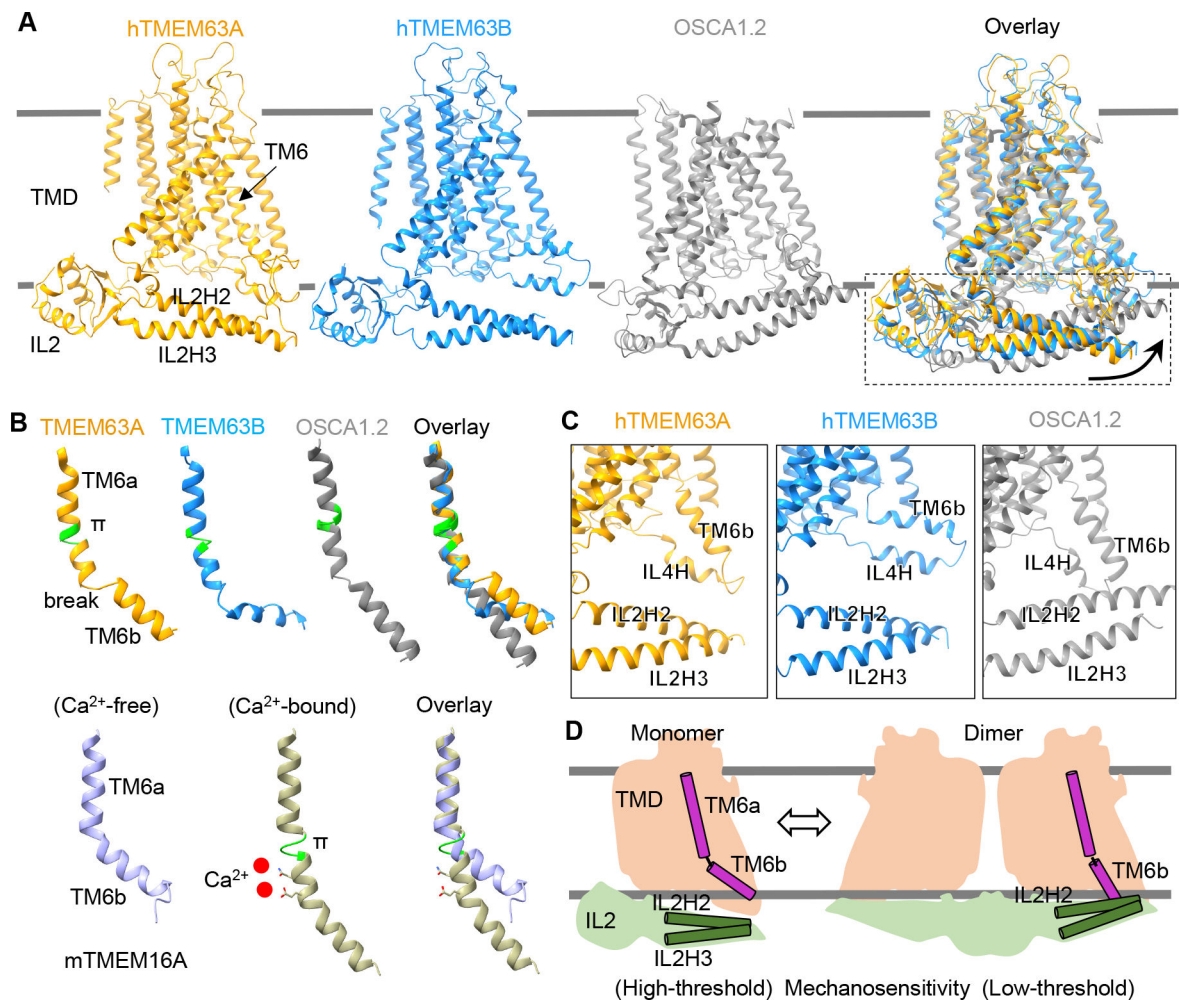 A
hTMEM63A
hTMEM63B
OSCA1.2
Overlay
TM6
TMD
IL2H2
IL2
IL2H3
B
TMEM63A
TMEM63B
OSCA1.2
Overlay
TM6a
π
break
TM6b
(Ca²⁺-free)
(Ca²⁺-bound)
Overlay
TM6a
π
Ca²⁺
TM6b
mTMEM16A
C
hTMEM63A
hTMEM63B
OSCA1.2
TM6b
IL4H
IL2H2
IL2H3
TM6b
IL4H
IL2H2
IL2H3
TM6b
IL4H
IL2H2
IL2H3
D
Monomer
Dimer
TMD
TM6a
TM6b
IL2H2
IL2
IL2H3
TM6b
IL2H2
(High-threshold) Mechanosensitivity (Low-threshold)